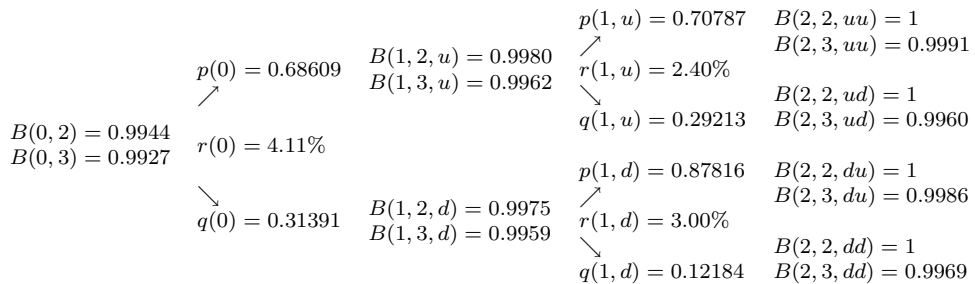 p(1, u) = 0.70787 B(2, 2, uu) = 1
B(2, 3, uu) = 0.9991
B(1, 2, u) = 0.9980
p(0) = 0.68609 r(1, u) = 2.40%
B(1, 3, u) = 0.9962
B(2, 2, ud) = 1
q(1, u) = 0.29213 B(2, 3, ud) = 0.9960
B(0, 2) = 0.9944
r(0) = 4.11%
B(0, 3) = 0.9927
p(1, d) = 0.87816 B(2, 2, du) = 1
B(2, 3, du) = 0.9986
B(1, 2, d) = 0.9975
q(0) = 0.31391 r(1, d) = 3.00%
B(1, 3, d) = 0.9959
B(2, 2, dd) = 1
q(1, d) = 0.12184 B(2, 3, dd) = 0.9969